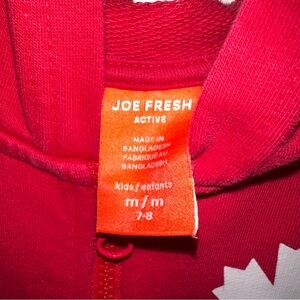 JOE FRESH
ACTIVE
MADE IN
BANGLADESH
FABRIQUÉ AU
BANGLADESH
kids/enfants
m/m
7-8